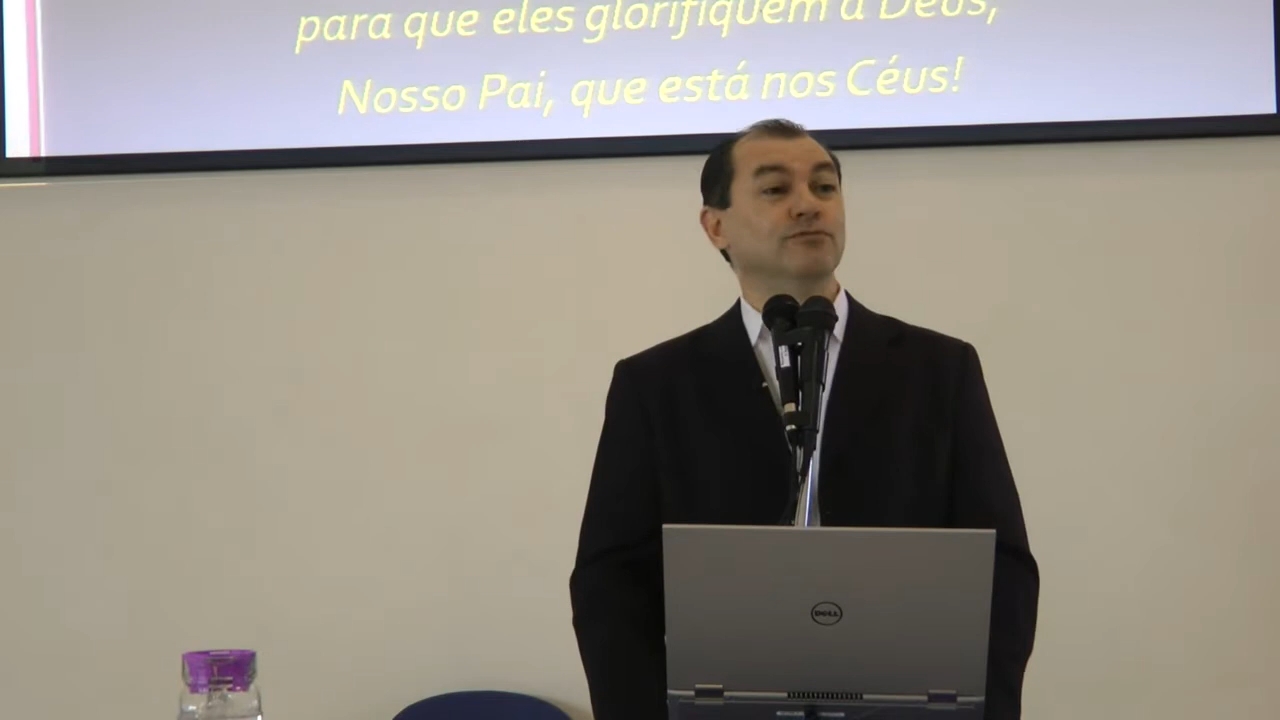 para que eles glorifiquem a Deus,
Nosso Pai, que está nos Céus!
DELL